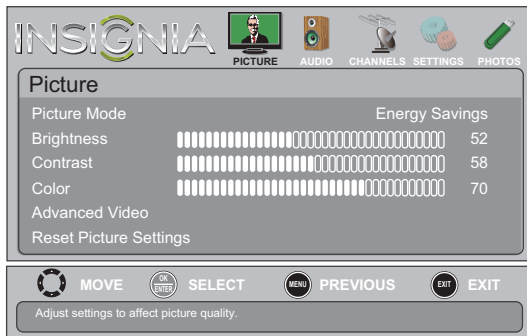 INSIGNIA
PICTURE AUDIO CHANNELS SETTINGS PHOTOS
Picture
Picture Mode Energy Savings
Brightness 52
Contrast 58
Color 70
Advanced Video
Reset Picture Settings
MOVE OK ENTER SELECT MENU PREVIOUS EXIT EXIT
Adjust settings to affect picture quality.